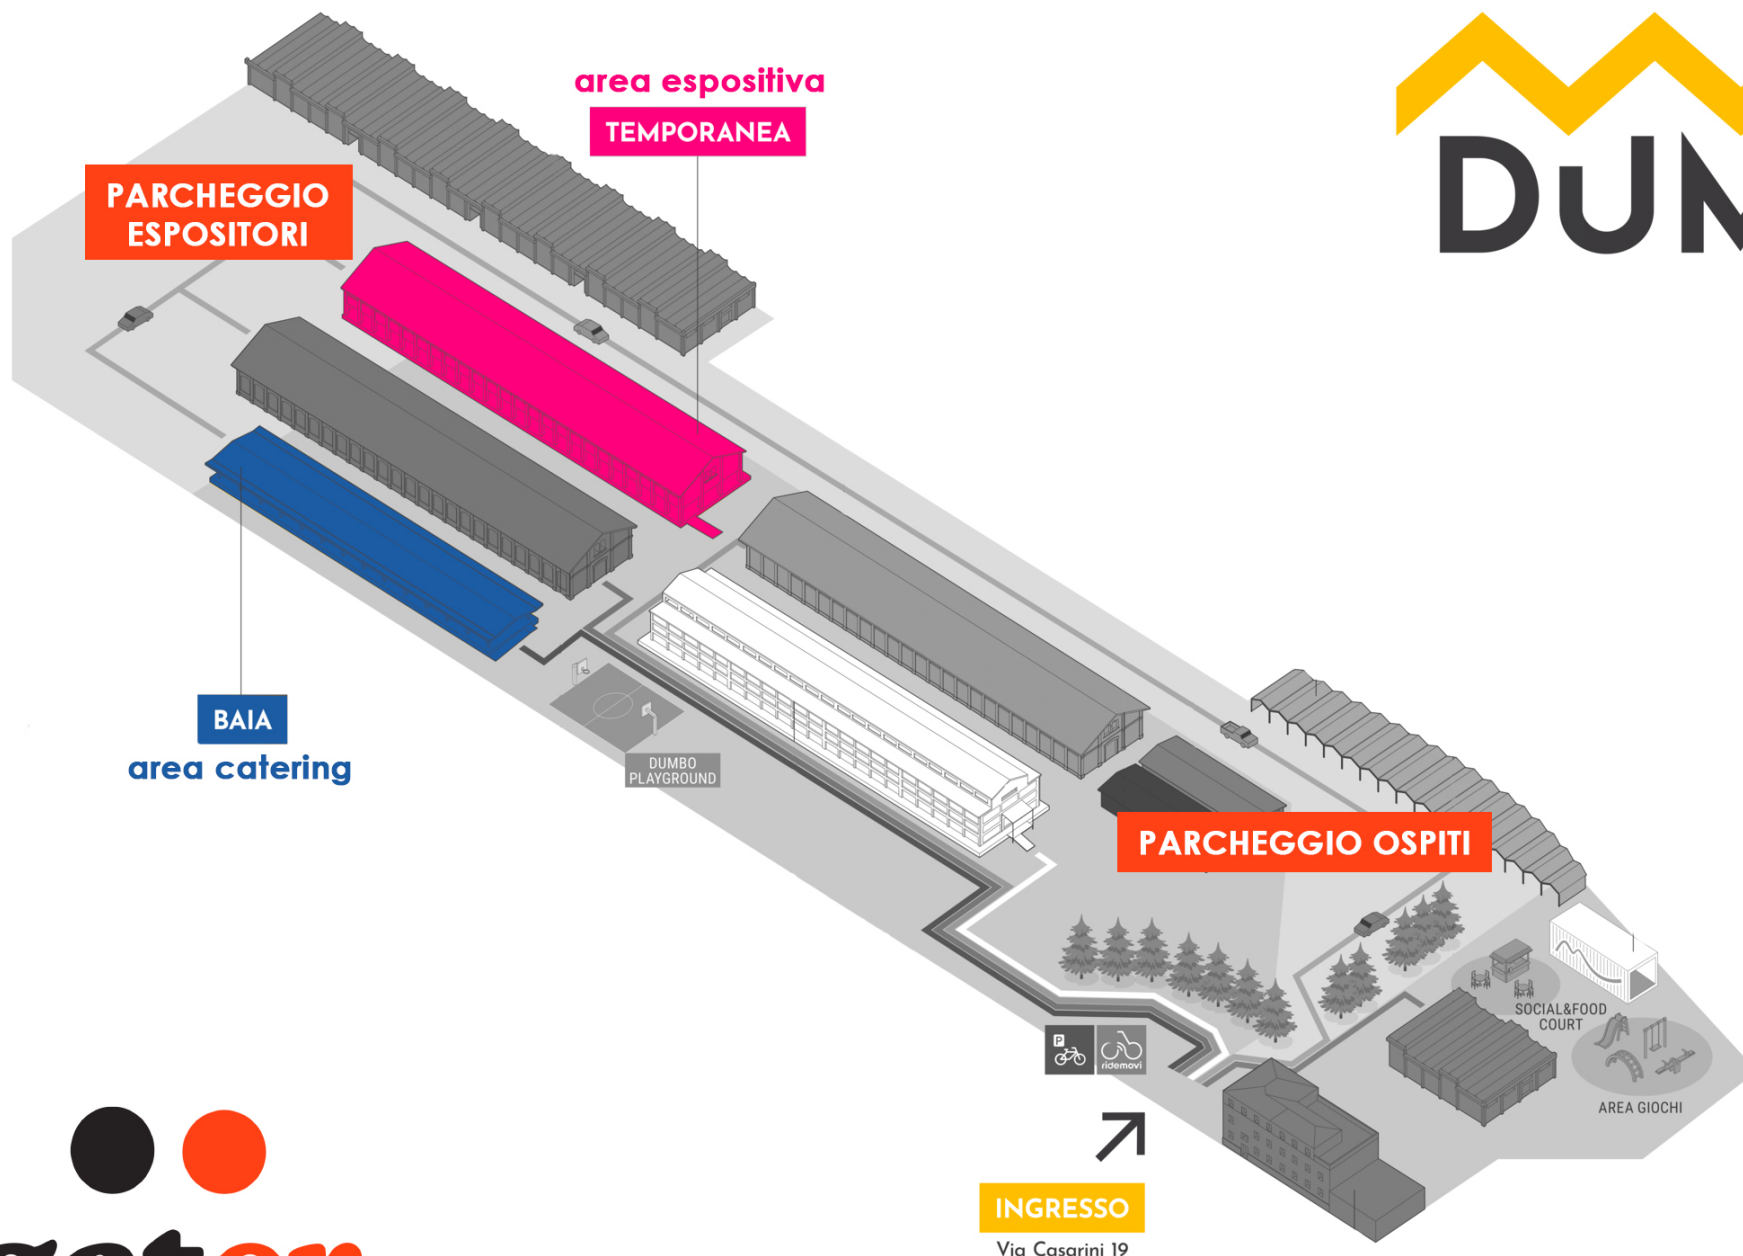 area espositiva
TEMPORANEA
DUM
PARCHEGGIO
ESPOSITORI
BAIA
area catering
DUMBO
PLAYGROUND
PARCHEGGIO OSPITI
SOCIAL&FOOD
COURT
AREA GIOCHI
P
ridemovi
INGRESSO
Via Casarini 19